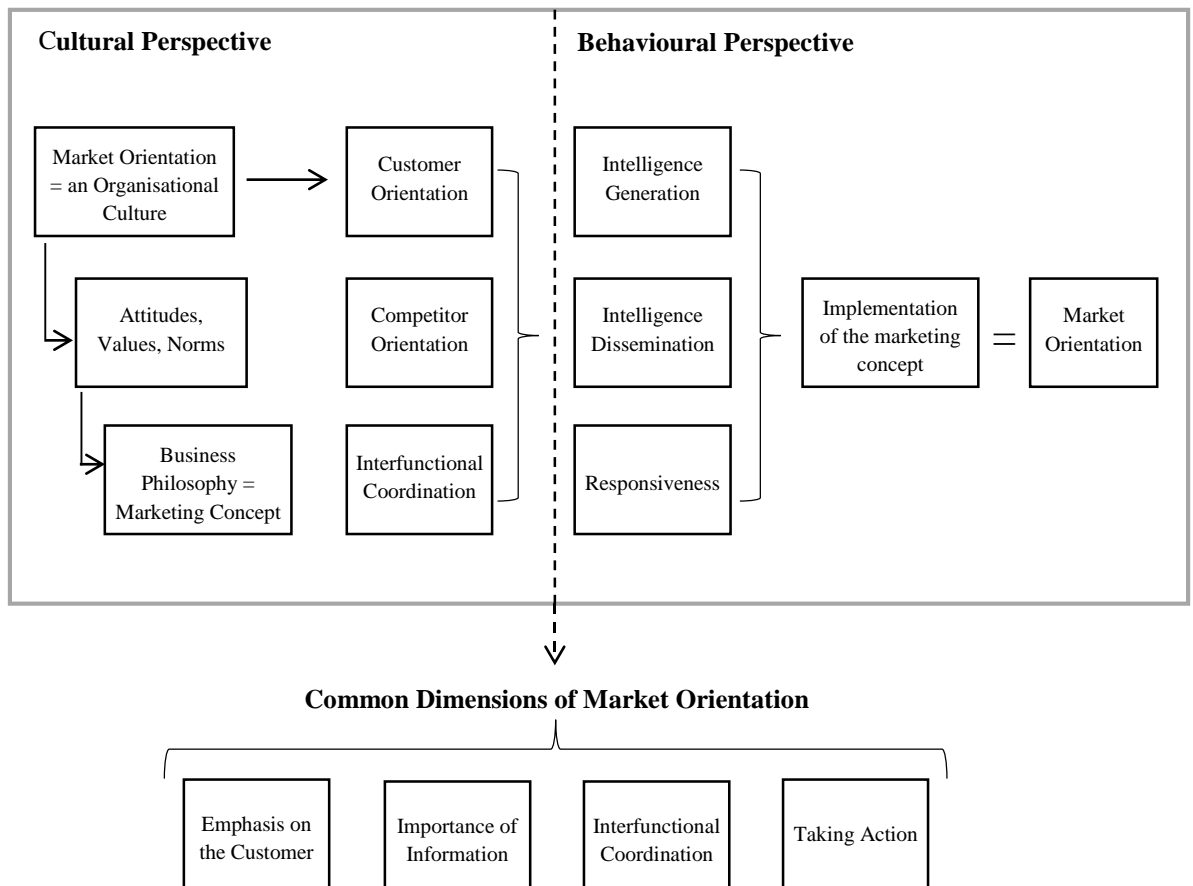 Cultural Perspective
Behavioural Perspective
Market Orientation
= an Organisational
Culture
Attitudes,
Values, Norms
Business
Philosophy =
Marketing Concept
Customer
Orientation
Competitor
Orientation
Interfunctional
Coordination
Intelligence
Generation
Intelligence
Dissemination
Responsiveness
Implementation
of the marketing
concept
=
Market
Orientation
Common Dimensions of Market Orientation
Emphasis on
the Customer
Importance of
Information
Interfunctional
Coordination
Taking Action